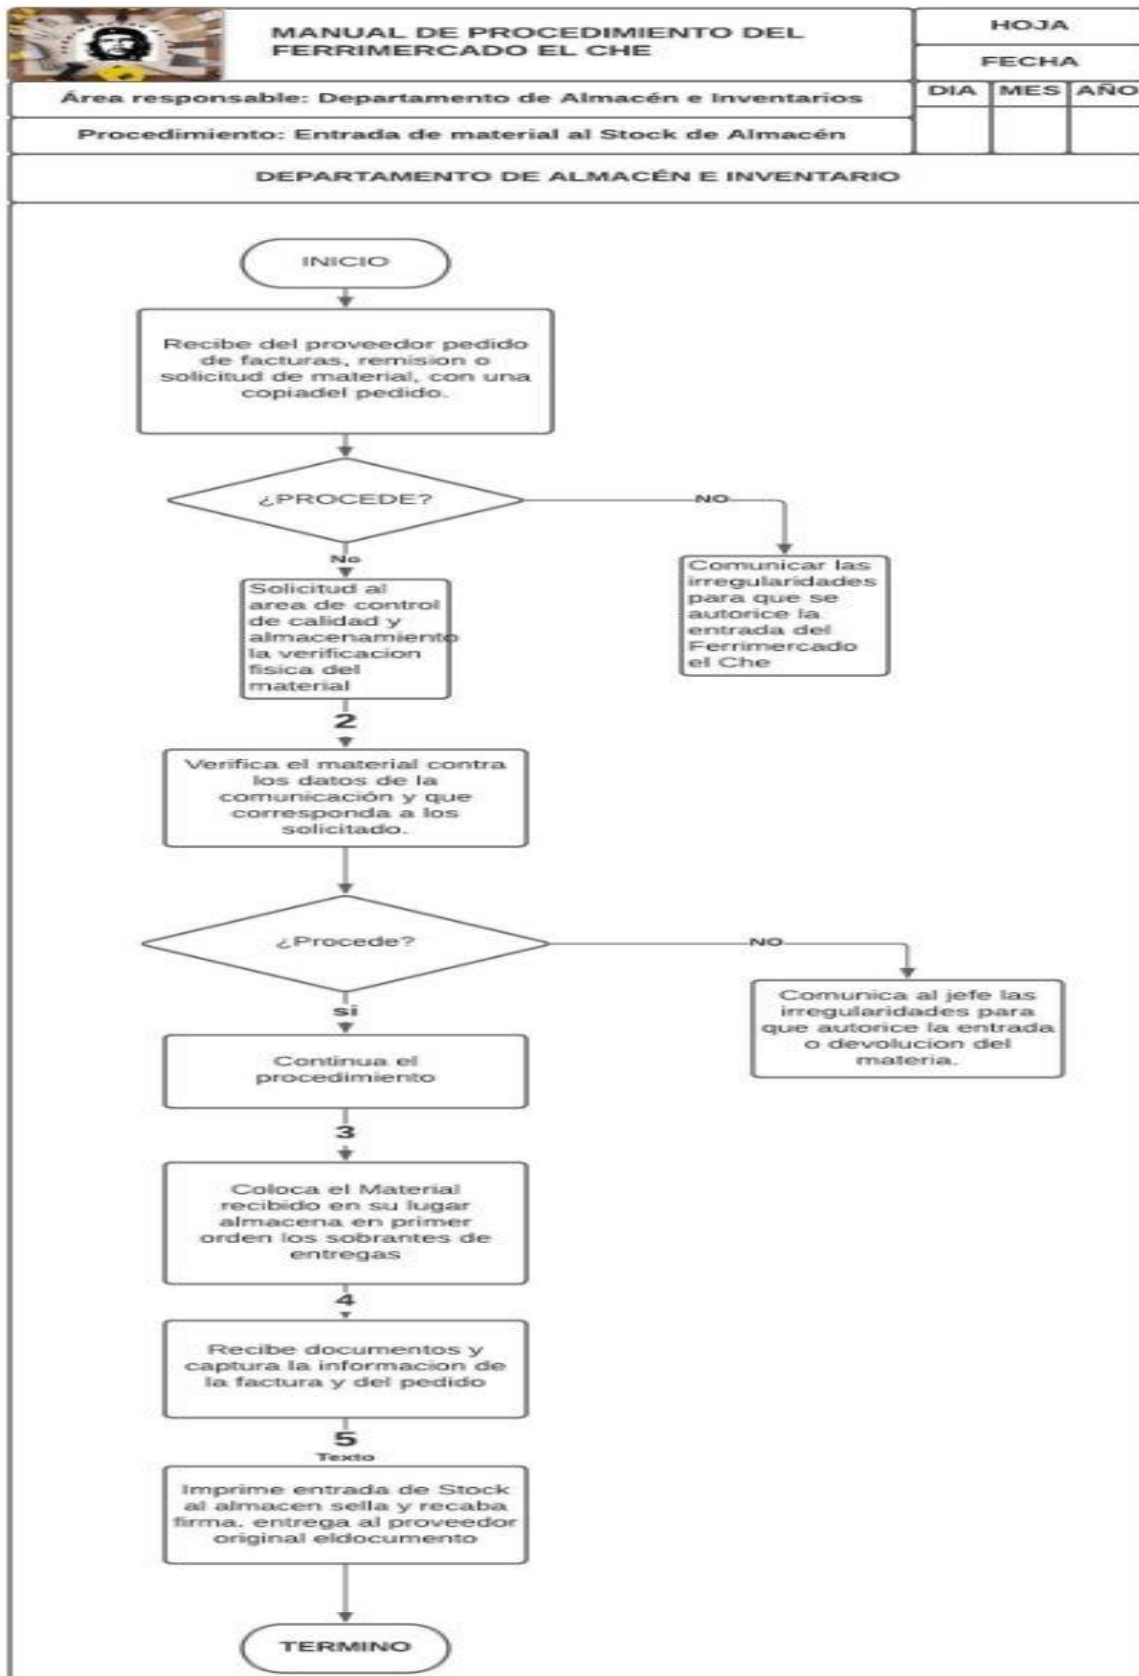 MANUAL DE PROCEDIMIENTO DEL
FERRIMERCADO EL CHE
HOJA
FECHA
DIA MES AÑO
Área responsable: Departamento de Almacén e Inventarios
Procedimiento: Entrada de material al Stock de Almacén
DEPARTAMENTO DE ALMACÉN E INVENTARIO
INICIO
Recibe del proveedor pedido
de facturas, remision o
solicitud de material, con una
copiadel pedido.
¿PROCEDE?
NO
No
Comunicar las
irregularidades
para que se
autorice la
entrada del
Ferrimercado
el Che
Solicitud al
area de control
de calidad y
almacenamiento
la verificacion
fisica del
material
2
Verifica el material contra
los datos de la
comunicación y que
corresponda a los
solicitado.
¿Procede?
NO
si
Comunica al jefe las
irregularidades para
que autorice la entrada
o devolucion del
materia.
Continua el
procedimiento
3
Coloca el Material
recibido en su lugar
almacena en primer
orden los sobrantes de
entregas
4
Recibe documentos y
captura la informacion de
la factura y del pedido
5
Texto
Imprime entrada de Stock
al almacen sella y recaba
firma. entrega al proveedor
original eldocumento
TERMINO